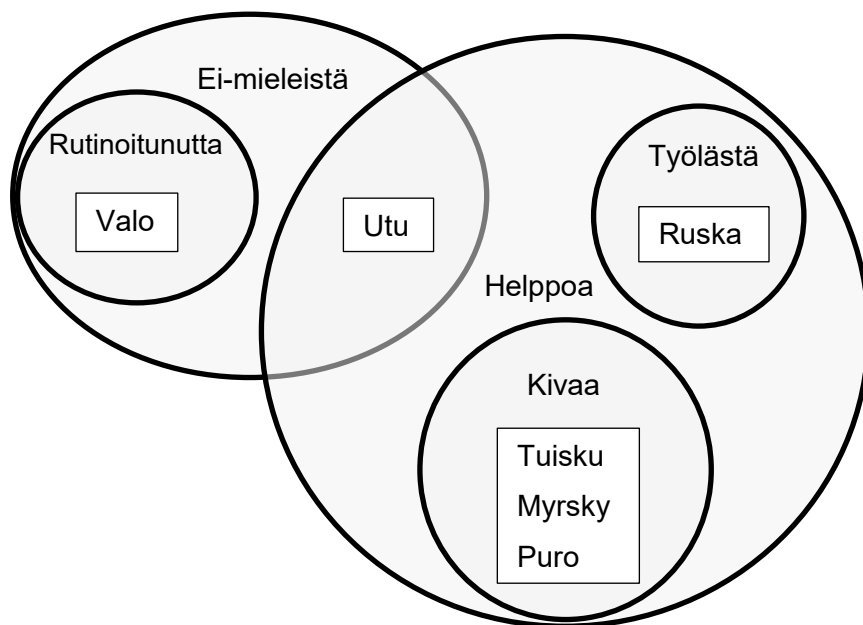 Ei-mieleistä
Rutinoitunutta
Valo
Utu
Työlästä
Ruska
Helppoa
Kivaa
Tuisku
Myrsky
Puro